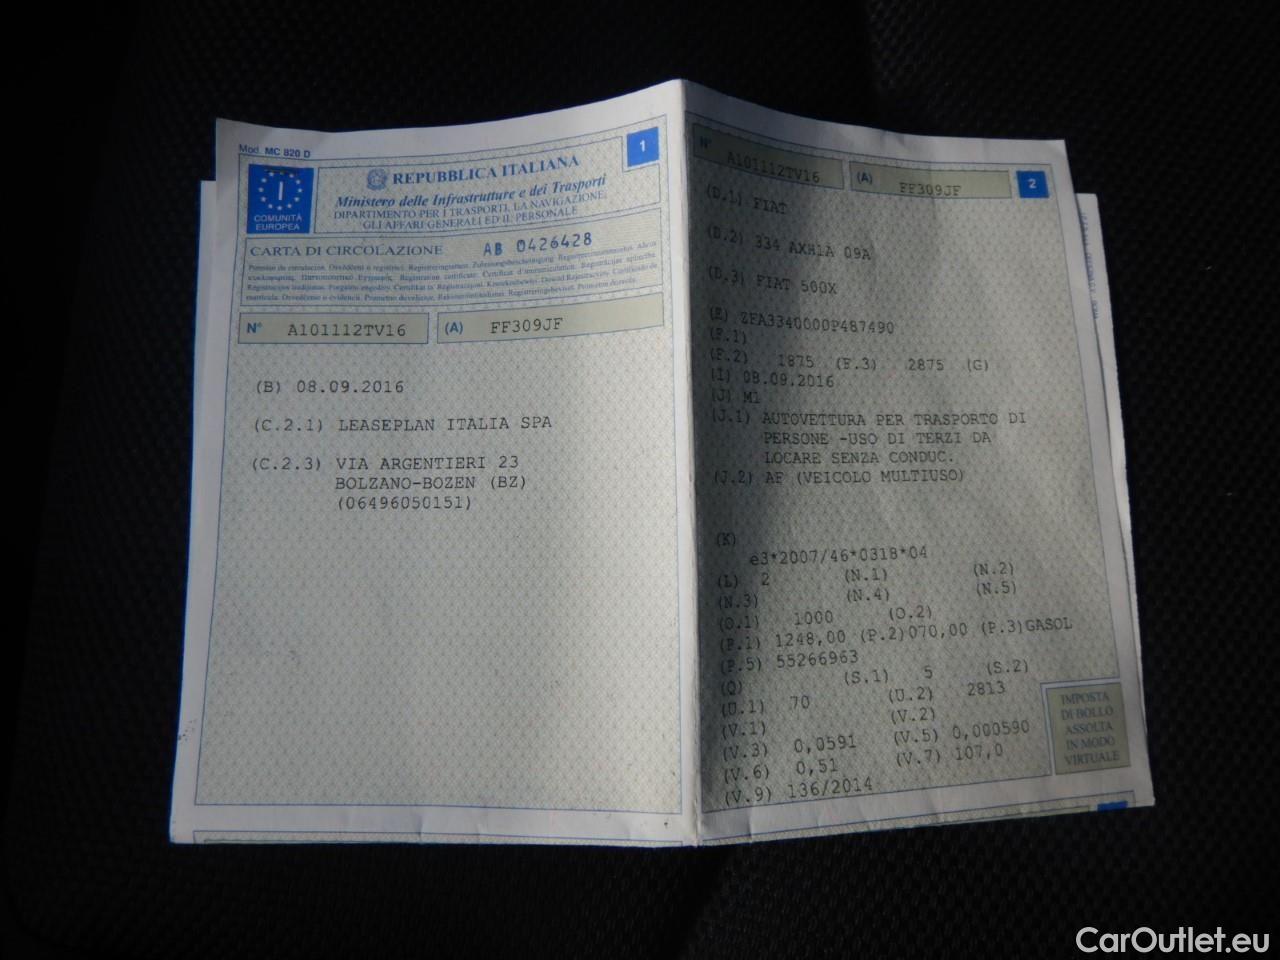 Mod. MC 820 D
1
I
COMUNITÀ
EUROPEA
REPUBBLICA ITALIANA
Ministero delle Infrastrutture e dei Trasporti
DIPARTIMENTO PER I TRASPORTI, LA NAVIGAZIONE,
GLI AFFARI GENERALI ED IL PERSONALE
CARTA DI CIRCOLAZIONE AB 0426428
N° A101112TV16 (A) FF309JF
(B) 08.09.2016
(C.2.1) LEASEPLAN ITALIA SPA
(C.2.3) VIA ARGENTIERI 23
BOLZANO-BOZEN (BZ)
(06496050151)
N° A101112TV16 (A) FF309JF 2
(D.1) FIAT
(D.2) 334 AXH1A 09A
(D.3) FIAT 500X
(E) ZFA3340000P487490
(F.1)
(F.2) 1875 (F.3) 2875 (G)
(I) 08.09.2016
(J) M1
(J.1) AUTOVETTURA PER TRASPORTO DI
PERSONE -USO DI TERZI DA
LOCARE SENZA CONDUC.
(J.2) AF (VEICOLO MULTIUSO)
(K)
e3*2007/46*0318*04
(L) 2 (N.1) (N.2)
(N.3) (N.4) (N.5)
(O.1) 1000 (O.2)
(P.1) 1248,00 (P.2)070,00 (P.3)GASOL
(P.5) 55266963
(Q) (S.1) 5 (S.2)
(U.1) 70 (U.2) 2813
(V.1) (V.2)
(V.3) 0,0591 (V.5) 0,000590
(V.6) 0,51 (V.7) 107,0
(V.9) 136/2014
IMPOSTA
DI BOLLO
ASSOLTA
IN MODO
VIRTUALE
CarOutlet.eu